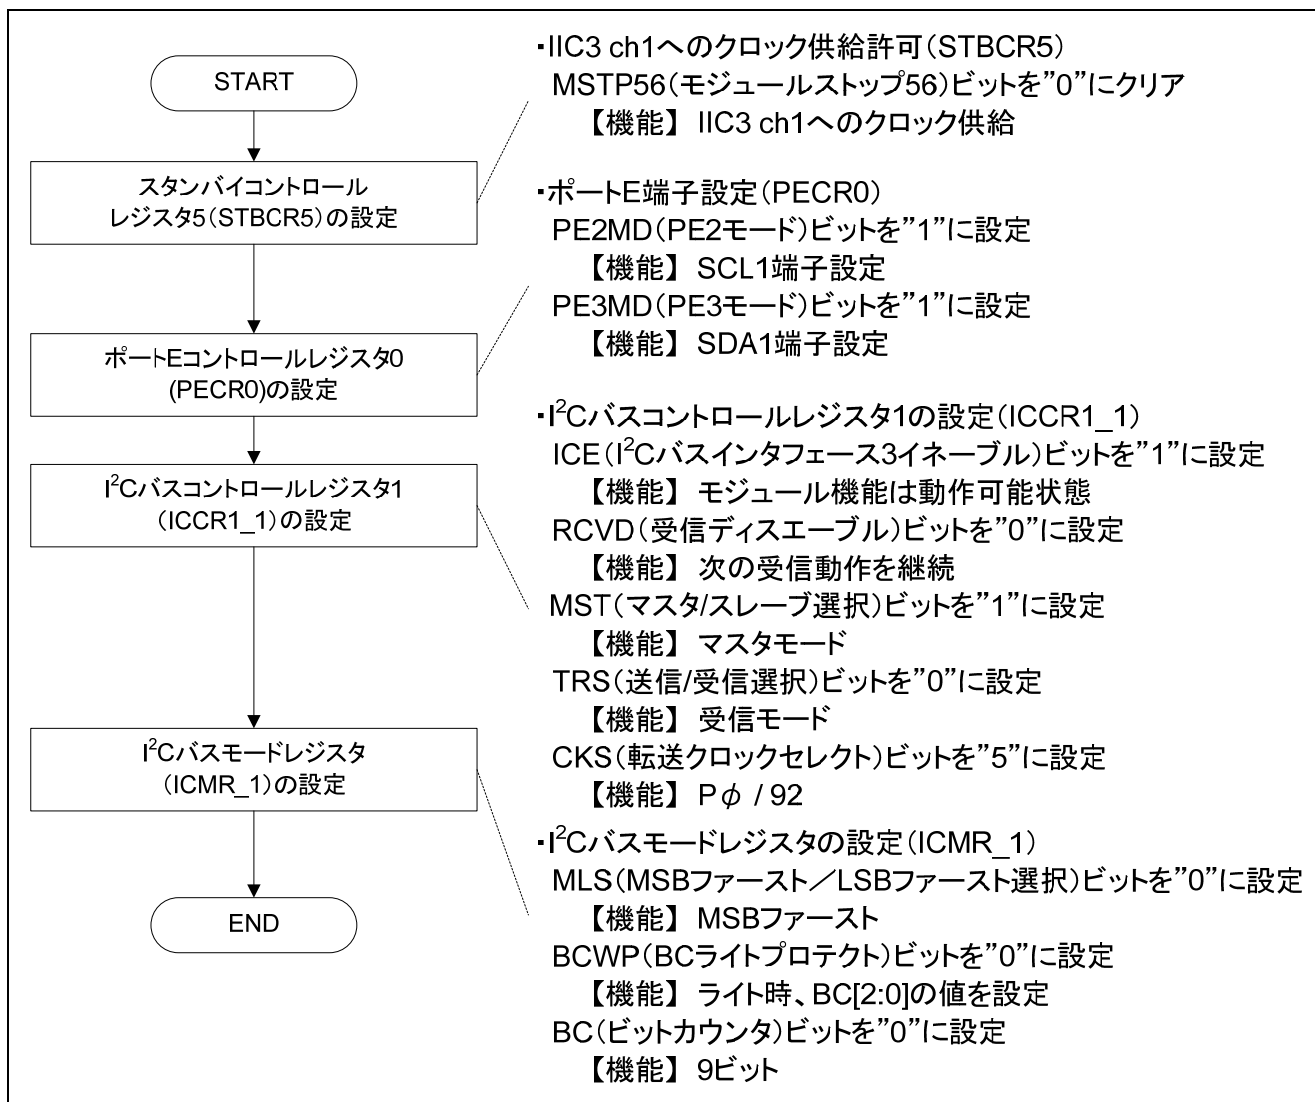 START
スタンバイコントロール
レジスタ5(STBCR5)の設定
ポートEコントロールレジスタ0
(PECR0)の設定
I²Cバスコントロールレジスタ1
(ICCR1_1)の設定
I²Cバスモードレジスタ
(ICMR_1)の設定
END
・IIC3 ch1へのクロック供給許可(STBCR5)
MSTP56(モジュールストップ56)ビットを”0”にクリア
【機能】 IIC3 ch1へのクロック供給
・ポートE端子設定(PECR0)
PE2MD(PE2モード)ビットを”1”に設定
【機能】 SCL1端子設定
PE3MD(PE3モード)ビットを”1”に設定
【機能】 SDA1端子設定
・I²Cバスコントロールレジスタ1の設定(ICCR1_1)
ICE(I²Cバスインタフェース3イネーブル)ビットを”1”に設定
【機能】 モジュール機能は動作可能状態
RCVD(受信ディスエーブル)ビットを”0”に設定
【機能】 次の受信動作を継続
MST(マスタ/スレーブ選択)ビットを”1”に設定
【機能】 マスタモード
TRS(送信/受信選択)ビットを”0”に設定
【機能】 受信モード
CKS(転送クロックセレクト)ビットを”5”に設定
【機能】 Pφ / 92
・I²Cバスモードレジスタの設定(ICMR_1)
MLS(MSBファースト／LSBファースト選択)ビットを”0”に設定
【機能】 MSBファースト
BCWP(BCライトプロテクト)ビットを”0”に設定
【機能】 ライト時、BC[2:0]の値を設定
BC(ビットカウンタ)ビットを”0”に設定
【機能】 9ビット